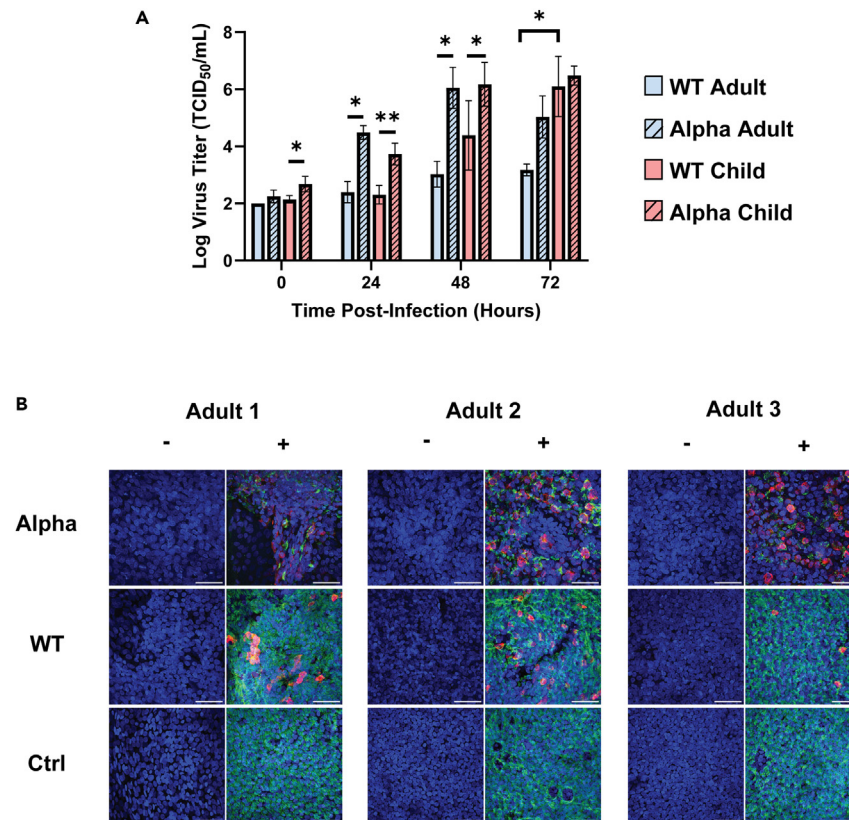 A
Log Virus Titer (TCID50/mL)
8
6
4
2
0
* * ** * * *
0 24 48 72
Time Post-Infection (Hours)
WT Adult
Alpha Adult
WT Child
Alpha Child
B
Adult 1 Adult 2 Adult 3
- + - + - +
Alpha
WT
Ctrl